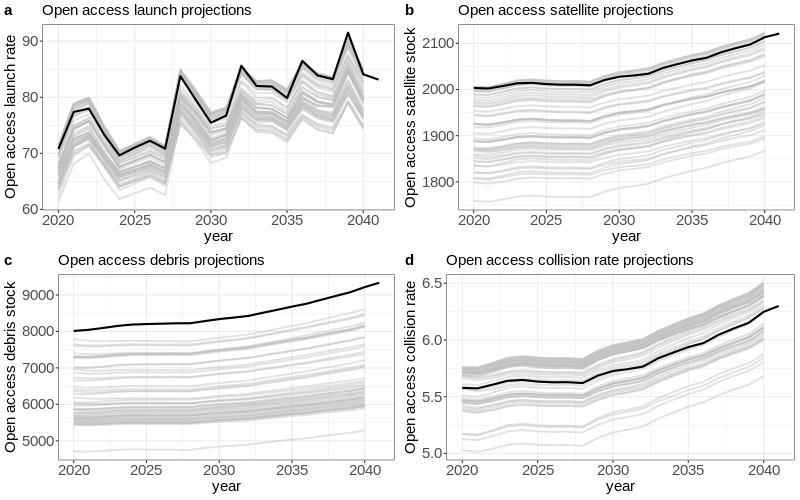 a Open access launch projections
Open access launch rate
90
80
70
60
2020 2025 2030 2035 2040
year
b Open access satellite projections
Open access satellite stock
2100
2000
1900
1800
2020 2025 2030 2035 2040
year
c Open access debris projections
Open access debris stock
9000
8000
7000
6000
5000
2020 2025 2030 2035 2040
year
d Open access collision rate projections
Open access collision rate
6.5
6.0
5.5
5.0
2020 2025 2030 2035 2040
year